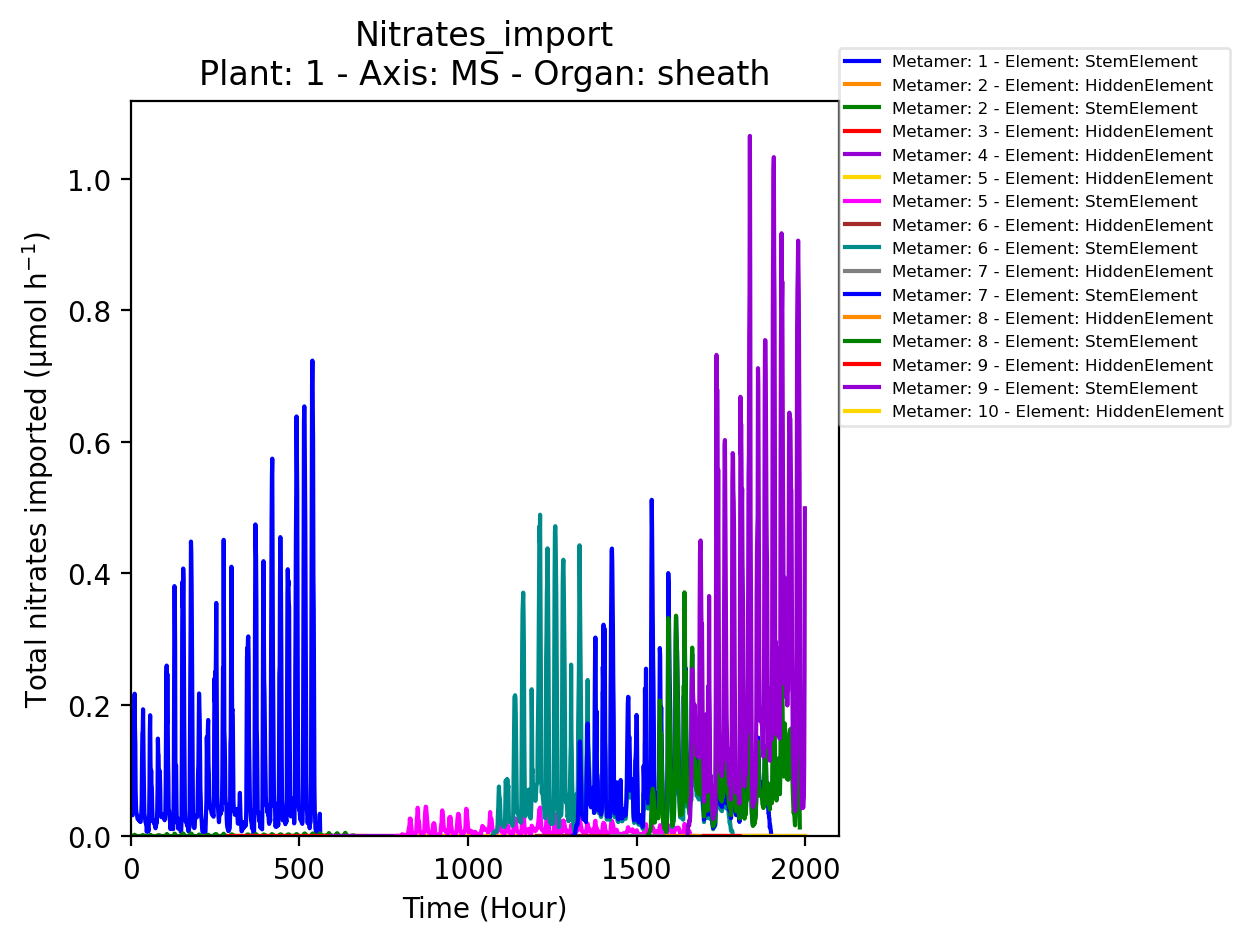 Nitrates_import
Plant: 1 - Axis: MS - Organ: sheath
Metamer: 1 - Element: StemElement
Metamer: 2 - Element: HiddenElement
Metamer: 2 - Element: StemElement
Metamer: 3 - Element: HiddenElement
Metamer: 4 - Element: HiddenElement
Metamer: 5 - Element: HiddenElement
Metamer: 5 - Element: StemElement
Metamer: 6 - Element: HiddenElement
Metamer: 6 - Element: StemElement
Metamer: 7 - Element: HiddenElement
Metamer: 7 - Element: StemElement
Metamer: 8 - Element: HiddenElement
Metamer: 8 - Element: StemElement
Metamer: 9 - Element: HiddenElement
Metamer: 9 - Element: StemElement
Metamer: 10 - Element: HiddenElement
Total nitrates imported (µmol h⁻¹)
1.0
0.8
0.6
0.4
0.2
0.0
0 500 1000 1500 2000
Time (Hour)